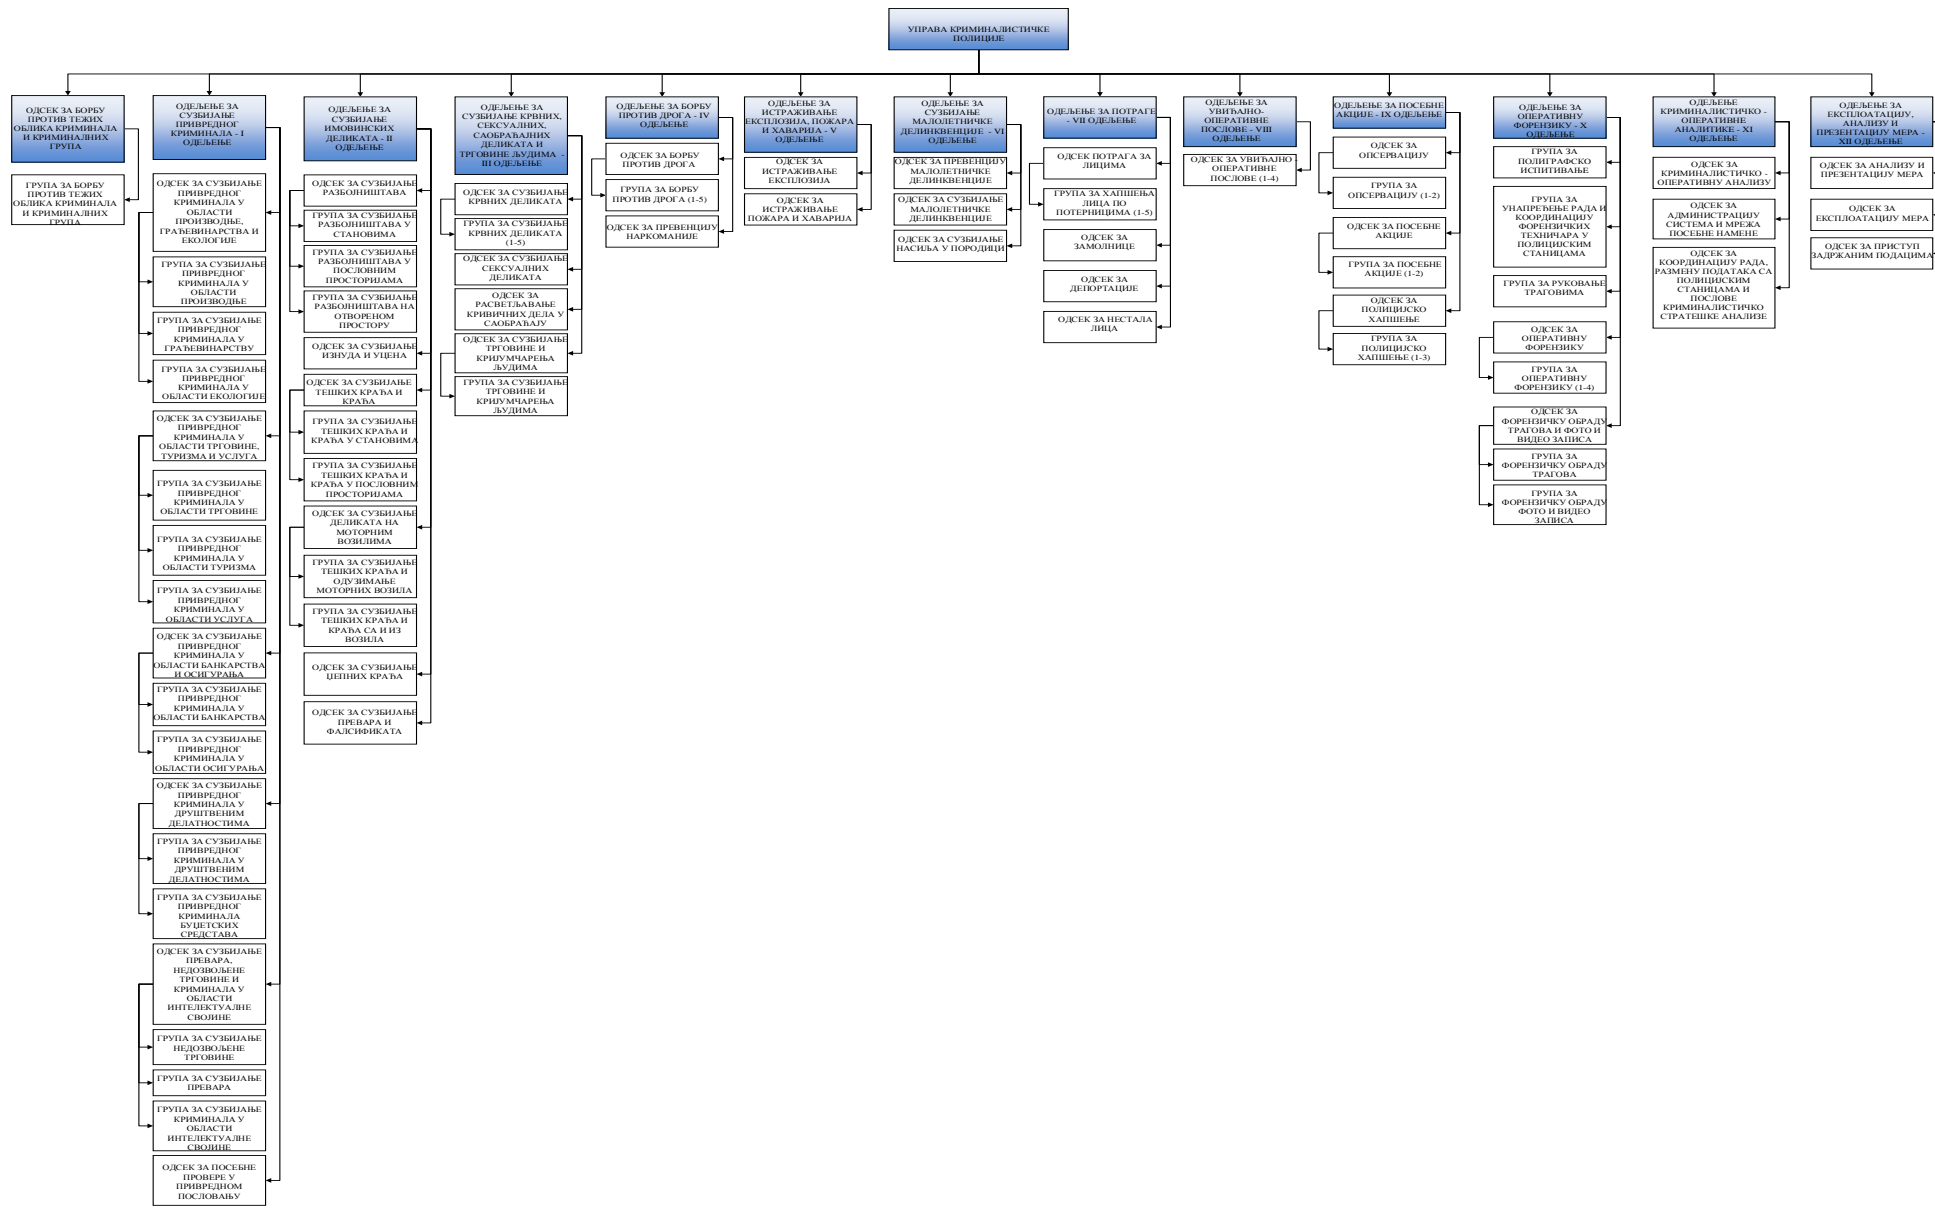 УПРАВА КРИМИНАЛИСТИЧКЕ
ПОЛИЦИЈЕ
ОДСЕК ЗА БОРБУ
ПРОТИВ ТЕЖИХ
ОБЛИКА КРИМИНАЛА
И КРИМИНАЛНИХ
ГРУПА
ГРУПА ЗА БОРБУ
ПРОТИВ ТЕЖИХ
ОБЛИКА КРИМИНАЛА
И КРИМИНАЛНИХ
ГРУПА
ОДЕЉЕЊЕ ЗА
СУЗБИЈАЊЕ
ПРИВРЕДНОГ
КРИМИНАЛА - I
ОДЕЉЕЊЕ
ОДСЕК ЗА СУЗБИЈАЊЕ
ПРИВРЕДНОГ
КРИМИНАЛА У
ОБЛАСТИ
ПРОИЗВОДЊЕ,
ГРАЂЕВИНАРСТВА И
ЕКОЛОГИЈЕ
ГРУПА ЗА СУЗБИЈАЊЕ
ПРИВРЕДНОГ
КРИМИНАЛА У
ОБЛАСТИ
ПРОИЗВОДЊЕ
ГРУПА ЗА СУЗБИЈАЊЕ
ПРИВРЕДНОГ
КРИМИНАЛА У
ГРАЂЕВИНАРСТВУ
ГРУПА ЗА СУЗБИЈАЊЕ
ПРИВРЕДНОГ
КРИМИНАЛА У
ОБЛАСТИ ЕКОЛОГИЈЕ
ОДСЕК ЗА СУЗБИЈАЊЕ
ПРИВРЕДНОГ
КРИМИНАЛА У
ОБЛАСТИ ТРГОВИНЕ,
ТУРИЗМА И УСЛУГА
ГРУПА ЗА СУЗБИЈАЊЕ
ПРИВРЕДНОГ
КРИМИНАЛА У
ОБЛАСТИ ТРГОВИНЕ
ГРУПА ЗА СУЗБИЈАЊЕ
ПРИВРЕДНОГ
КРИМИНАЛА У
ОБЛАСТИ ТУРИЗМА
ГРУПА ЗА СУЗБИЈАЊЕ
ПРИВРЕДНОГ
КРИМИНАЛА У
ОБЛАСТИ УСЛУГА
ОДСЕК ЗА СУЗБИЈАЊЕ
ПРИВРЕДНОГ
КРИМИНАЛА У
ОБЛАСТИ БАНКАРСТВА
И ОСИГУРАЊА
ГРУПА ЗА СУЗБИЈАЊЕ
ПРИВРЕДНОГ
КРИМИНАЛА У
ОБЛАСТИ БАНКАРСТВА
ГРУПА ЗА СУЗБИЈАЊЕ
ПРИВРЕДНОГ
КРИМИНАЛА У
ОБЛАСТИ ОСИГУРАЊА
ОДСЕК ЗА СУЗБИЈАЊЕ
ПРИВРЕДНОГ
КРИМИНАЛА У
ДРУШТВЕНИМ
ДЕЛАТНОСТИМА
ГРУПА ЗА СУЗБИЈАЊЕ
ПРИВРЕДНОГ
КРИМИНАЛА У
ДРУШТВЕНИМ
ДЕЛАТНОСТИМА
ГРУПА ЗА СУЗБИЈАЊЕ
ПРИВРЕДНОГ
КРИМИНАЛА
БУЏЕТСКИХ
СРЕДСТАВА
ОДСЕК ЗА СУЗБИЈАЊЕ
ПРЕВАРА,
НЕДОЗВОЉЕНЕ
ТРГОВИНЕ И
КРИМИНАЛА У
ОБЛАСТИ
ИНТЕЛЕКТУАЛНЕ
СВОЈИНЕ
ГРУПА ЗА СУЗБИЈАЊЕ
НЕДОЗВОЉЕНЕ
ТРГОВИНЕ
ГРУПА ЗА СУЗБИЈАЊЕ
ПРЕВАРА
ГРУПА ЗА СУЗБИЈАЊЕ
КРИМИНАЛА У
ОБЛАСТИ
ИНТЕЛЕКТУАЛНЕ
СВОЈИНЕ
ОДСЕК ЗА ПОСЕБНЕ
ПРОВЕРЕ У
ПРИВРЕДНОМ
ПОСЛОВАЊУ
ОДЕЉЕЊЕ ЗА
СУЗБИЈАЊЕ
ИМОВИНСКИХ
ДЕЛИКАТА - II
ОДЕЉЕЊЕ
ОДСЕК ЗА СУЗБИЈАЊЕ
РАЗБОЈНИШТАВА
ГРУПА ЗА СУЗБИЈАЊЕ
РАЗБОЈНИШТАВА У
СТАНОВИМА
ГРУПА ЗА СУЗБИЈАЊЕ
РАЗБОЈНИШТАВА У
ПОСЛОВНИМ
ПРОСТОРИЈАМА
ГРУПА ЗА СУЗБИЈАЊЕ
РАЗБОЈНИШТАВА НА
ОТВОРЕНОМ
ПРОСТОРУ
ОДСЕК ЗА СУЗБИЈАЊЕ
ИЗНУДА И УЦЕНА
ОДСЕК ЗА СУЗБИЈАЊЕ
ТЕШКИХ КРАЂА И
КРАЂА
ГРУПА ЗА СУЗБИЈАЊЕ
ТЕШКИХ КРАЂА И
КРАЂА У СТАНОВИМА
ГРУПА ЗА СУЗБИЈАЊЕ
ТЕШКИХ КРАЂА И
КРАЂА У ПОСЛОВНИМ
ПРОСТОРИЈАМА
ОДСЕК ЗА СУЗБИЈАЊЕ
ДЕЛИКАТА НА
МОТОРНИМ
ВОЗИЛИМА
ГРУПА ЗА СУЗБИЈАЊЕ
ТЕШКИХ КРАЂА И
ОДУЗИМАЊЕ
МОТОРНИХ ВОЗИЛА
ГРУПА ЗА СУЗБИЈАЊЕ
ТЕШКИХ КРАЂА И
КРАЂА СА И ИЗ
ВОЗИЛА
ОДСЕК ЗА СУЗБИЈАЊЕ
ЏЕПНИХ КРАЂА
ОДСЕК ЗА СУЗБИЈАЊЕ
ПРЕВАРА И
ФАЛСИФИКАТА
ОДЕЉЕЊЕ ЗА
СУЗБИЈАЊЕ КРВНИХ,
СЕКСУАЛНИХ,
САОБРАЋАЈНИХ
ДЕЛИКАТА И
ТРГОВИНЕ ЉУДИМА -
III ОДЕЉЕЊЕ
ОДСЕК ЗА СУЗБИЈАЊЕ
КРВНИХ ДЕЛИКАТА
ГРУПА ЗА СУЗБИЈАЊЕ
КРВНИХ ДЕЛИКАТА
(1-5)
ОДСЕК ЗА СУЗБИЈАЊЕ
СЕКСУАЛНИХ
ДЕЛИКАТА
ОДСЕК ЗА
РАСВЕТЉАВАЊЕ
КРИВИЧНИХ ДЕЛА У
САОБРАЋАЈУ
ОДСЕК ЗА СУЗБИЈАЊЕ
ТРГОВИНЕ И
КРИЈУМЧАРЕЊА
ЉУДИМА
ГРУПА ЗА СУЗБИЈАЊЕ
ТРГОВИНЕ И
КРИЈУМЧАРЕЊА
ЉУДИМА
ОДЕЉЕЊЕ ЗА БОРБУ
ПРОТИВ ДРОГА - IV
ОДЕЉЕЊЕ
ОДСЕК ЗА БОРБУ
ПРОТИВ ДРОГА
ГРУПА ЗА БОРБУ
ПРОТИВ ДРОГА (1-5)
ОДСЕК ЗА ПРЕВЕНЦИЈУ
НАРКОМАНИЈЕ
ОДЕЉЕЊЕ ЗА
ИСТРАЖИВАЊЕ
ЕКСПЛОЗИЈА, ПОЖАРА
И ХАВАРИЈА - V
ОДЕЉЕЊЕ
ОДСЕК ЗА
ИСТРАЖИВАЊЕ
ЕКСПЛОЗИЈА
ОДСЕК ЗА
ИСТРАЖИВАЊЕ
ПОЖАРА И ХАВАРИЈА
ОДЕЉЕЊЕ ЗА
СУЗБИЈАЊЕ
МАЛОЛЕТНИЧКЕ
ДЕЛИНКВЕНЦИЈЕ - VI
ОДЕЉЕЊЕ
ОДСЕК ЗА ПРЕВЕНЦИЈУ
МАЛОЛЕТНИЧКЕ
ДЕЛИНКВЕНЦИЈЕ
ОДСЕК ЗА СУЗБИЈАЊЕ
МАЛОЛЕТНИЧКЕ
ДЕЛИНКВЕНЦИЈЕ
ОДСЕК ЗА СУЗБИЈАЊЕ
НАСИЉА У ПОРОДИЦИ
ОДЕЉЕЊЕ ЗА ПОТРАГЕ
- VII ОДЕЉЕЊЕ
ОДСЕК ПОТРАГА ЗА
ЛИЦИМА
ГРУПА ЗА ХАПШЕЊА
ЛИЦА ПО
ПОТЕРНИЦИМА (1-5)
ОДСЕК ЗА
ЗАМОЛНИЦЕ
ОДСЕК ЗА
ДЕПОРТАЦИЈЕ
ОДСЕК ЗА НЕСТАЛА
ЛИЦА
ОДЕЉЕЊЕ ЗА
УВИЂАЈНО-
ОПЕРАТИВНЕ
ПОСЛОВЕ - VIII
ОДЕЉЕЊЕ
ОДСЕК ЗА УВИЂАЈНО -
ОПЕРАТИВНЕ
ПОСЛОВЕ (1-4)
ОДЕЉЕЊЕ ЗА ПОСЕБНЕ
АКЦИЈЕ - IX ОДЕЉЕЊЕ
ОДСЕК ЗА
ОПСЕРВАЦИЈУ
ГРУПА ЗА
ОПСЕРВАЦИЈУ (1-2)
ОДСЕК ЗА ПОСЕБНЕ
АКЦИЈЕ
ГРУПА ЗА ПОСЕБНЕ
АКЦИЈЕ (1-2)
ОДСЕК ЗА
ПОЛИЦИЈСКО
ХАПШЕЊЕ
ГРУПА ЗА
ПОЛИЦИЈСКО
ХАПШЕЊЕ (1-3)
ОДЕЉЕЊЕ ЗА
ОПЕРАТИВНУ
ФОРЕНЗИКУ - X
ОДЕЉЕЊЕ
ГРУПА ЗА
ПОЛИГРАФСКО
ИСПИТИВАЊЕ
ГРУПА ЗА
УНАПРЕЂЕЊЕ РАДА И
КООРДИНАЦИЈУ
ФОРЕНЗИЧКИХ
ТЕХНИЧАРА У
ПОЛИЦИЈСКИМ
СТАНИЦАМА
ГРУПА ЗА РУКОВАЊЕ
ТРАГОВИМА
ОДСЕК ЗА
ОПЕРАТИВНУ
ФОРЕНЗИКУ
ГРУПА ЗА
ОПЕРАТИВНУ
ФОРЕНЗИКУ (1-4)
ОДСЕК ЗА
ФОРЕНЗИЧКУ ОБРАДУ
ТРАГОВА И ФОТО И
ВИДЕО ЗАПИСА
ГРУПА ЗА
ФОРЕНЗИЧКУ ОБРАДУ
ТРАГОВА
ГРУПА ЗА
ФОРЕНЗИЧКУ ОБРАДУ
ФОТО И ВИДЕО
ЗАПИСА
ОДЕЉЕЊЕ
КРИМИНАЛИСТИЧКО -
ОПЕРАТИВНЕ
АНАЛИТИКЕ - XI
ОДЕЉЕЊЕ
ОДСЕК ЗА
КРИМИНАЛИСТИЧКО -
ОПЕРАТИВНУ АНАЛИЗУ
ОДСЕК ЗА
АДМИНИСТРАЦИЈУ
СИСТЕМА И МРЕЖА
ПОСЕБНЕ НАМЕНЕ
ОДСЕК ЗА
КООРДИНАЦИЈУ РАДА,
РАЗМЕНУ ПОДАТАКА СА
ПОЛИЦИЈСКИМ
СТАНИЦАМА И
ПОСЛОВЕ
КРИМИНАЛИСТИЧКО
СТРАТЕШКЕ АНАЛИЗЕ
ОДЕЉЕЊЕ ЗА
ЕКСПЛОАТАЦИЈУ,
АНАЛИЗУ И
ПРЕЗЕНТАЦИЈУ МЕРА -
XII ОДЕЉЕЊЕ
ОДСЕК ЗА АНАЛИЗУ И
ПРЕЗЕНТАЦИЈУ МЕРА
ОДСЕК ЗА
ЕКСПЛОАТАЦИЈУ МЕРА
ОДСЕК ЗА ПРИСТУП
ЗАДРЖАНИМ ПОДАЦИМА